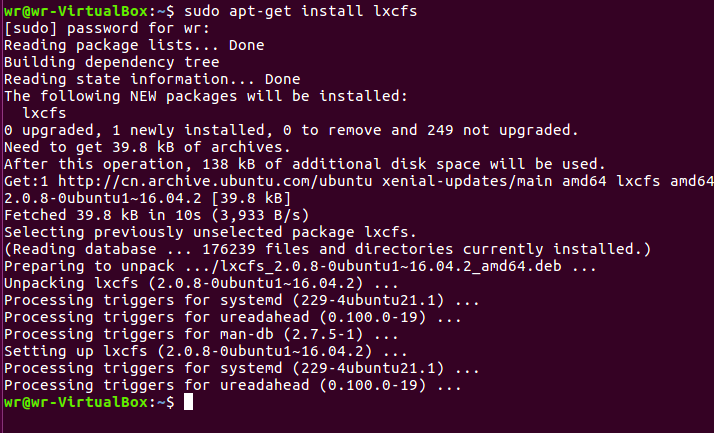 wr@wr-VirtualBox:~$ sudo apt-get install lxcfs
[sudo] password for wr:
Reading package lists... Done
Building dependency tree
Reading state information... Done
The following NEW packages will be installed:
  lxcfs
0 upgraded, 1 newly installed, 0 to remove and 249 not upgraded.
Need to get 39.8 kB of archives.
After this operation, 138 kB of additional disk space will be used.
Get:1 http://cn.archive.ubuntu.com/ubuntu xenial-updates/main amd64 lxcfs amd64
2.0.8-0ubuntu1~16.04.2 [39.8 kB]
Fetched 39.8 kB in 10s (3,933 B/s)
Selecting previously unselected package lxcfs.
(Reading database ... 176239 files and directories currently installed.)
Preparing to unpack .../lxcfs_2.0.8-0ubuntu1~16.04.2_amd64.deb ...
Unpacking lxcfs (2.0.8-0ubuntu1~16.04.2) ...
Processing triggers for systemd (229-4ubuntu21.1) ...
Processing triggers for ureadahead (0.100.0-19) ...
Processing triggers for man-db (2.7.5-1) ...
Setting up lxcfs (2.0.8-0ubuntu1~16.04.2) ...
Processing triggers for systemd (229-4ubuntu21.1) ...
Processing triggers for ureadahead (0.100.0-19) ...
wr@wr-VirtualBox:~$